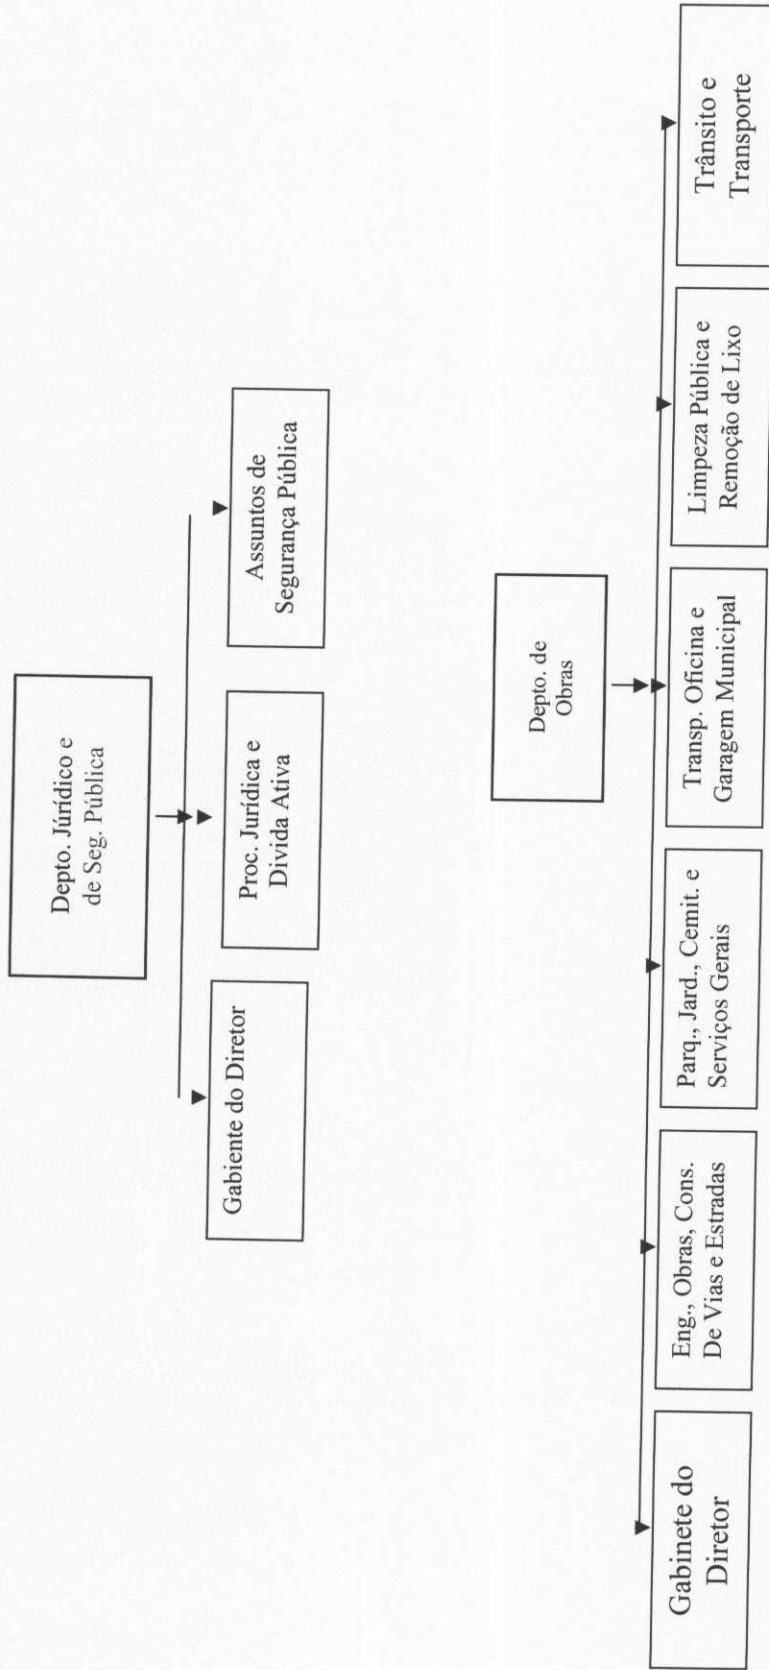 Depto. Júrídico e
de Seg. Pública
Gabiente do Diretor
Proc. Jurídica e
Divida Ativa
Assuntos de
Segurança Pública
Depto. de
Obras
Gabinete do
Diretor
Eng., Obras, Cons.
De Vias e Estradas
Parq., Jard., Cemit. e
Serviços Gerais
Transp. Oficina e
Garagem Municipal
Limpeza Pública e
Remoção de Lixo
Trânsito e
Transporte